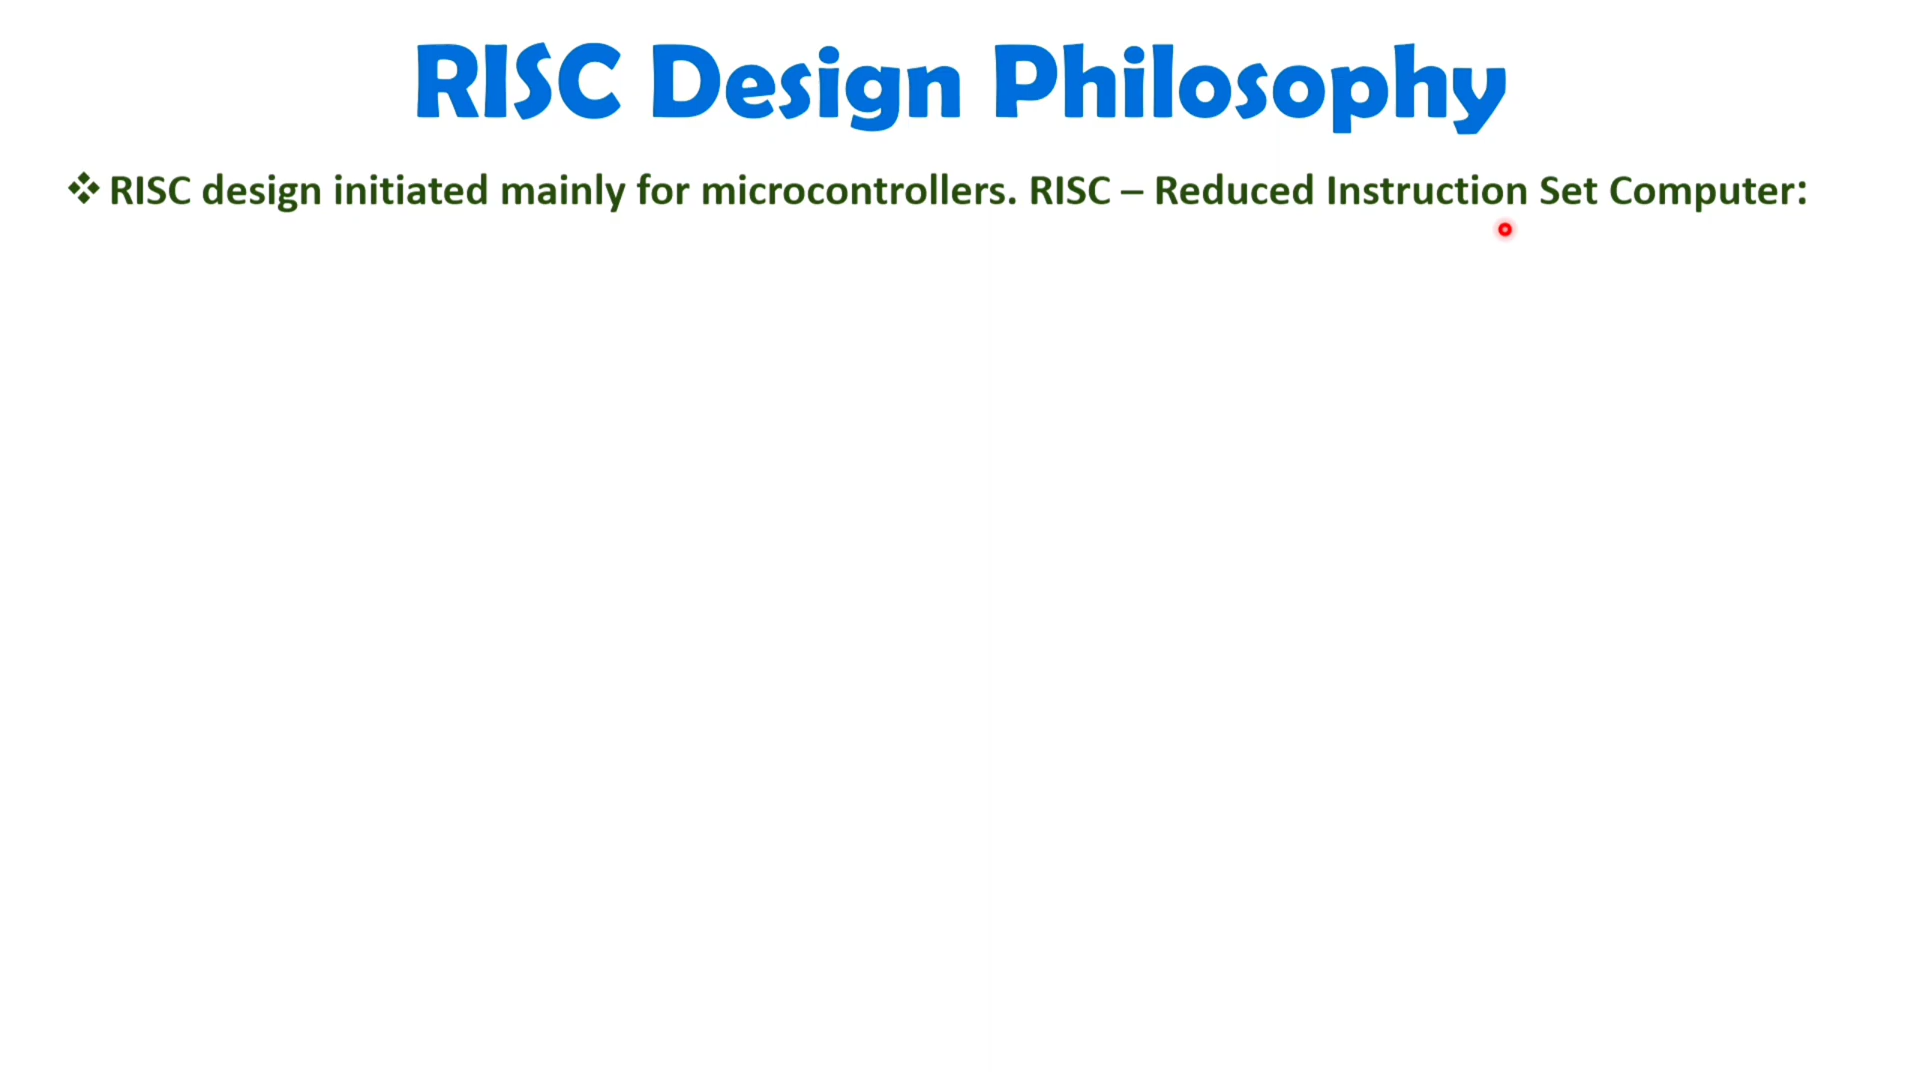 RISC Design Philosophy
❖ RISC design initiated mainly for microcontrollers. RISC – Reduced Instruction Set Computer: